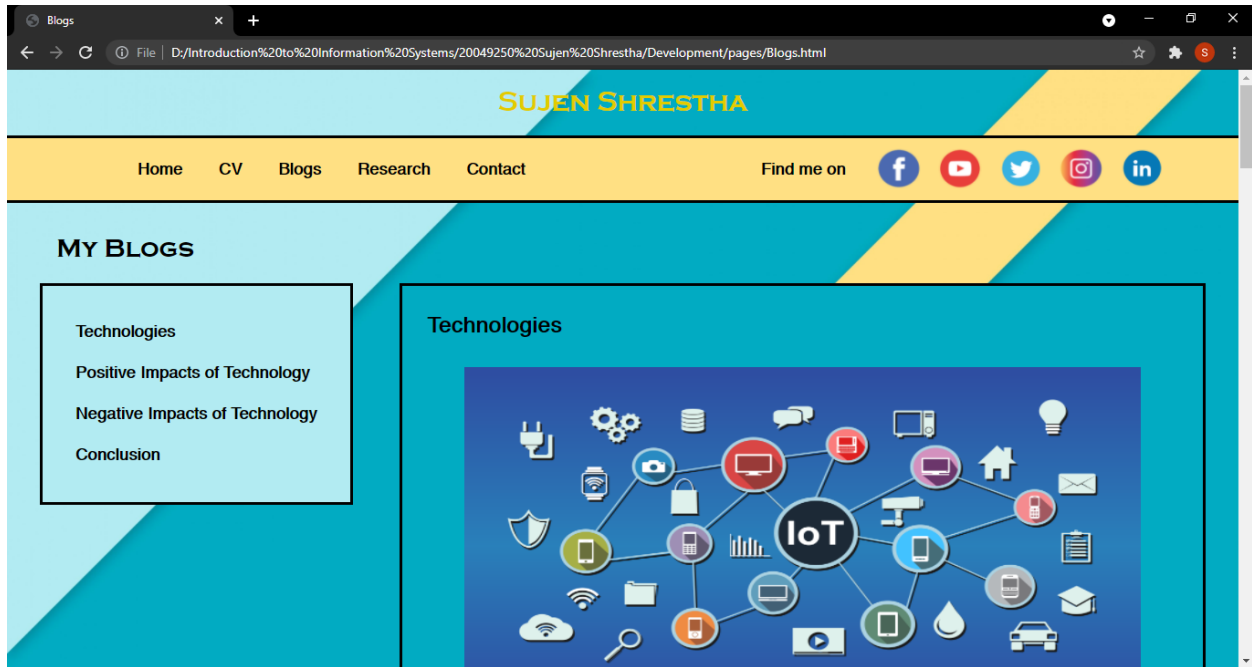 Blogs
File | D:/Introduction%20to%20Information%20Systems/20049250%20Sujen%20Shrestha/Development/pages/Blogs.html
S
Sujen Shrestha
Home CV Blogs Research Contact Find me on
f in
My Blogs
Technologies
Positive Impacts of Technology
Negative Impacts of Technology
Conclusion
Technologies
IoT